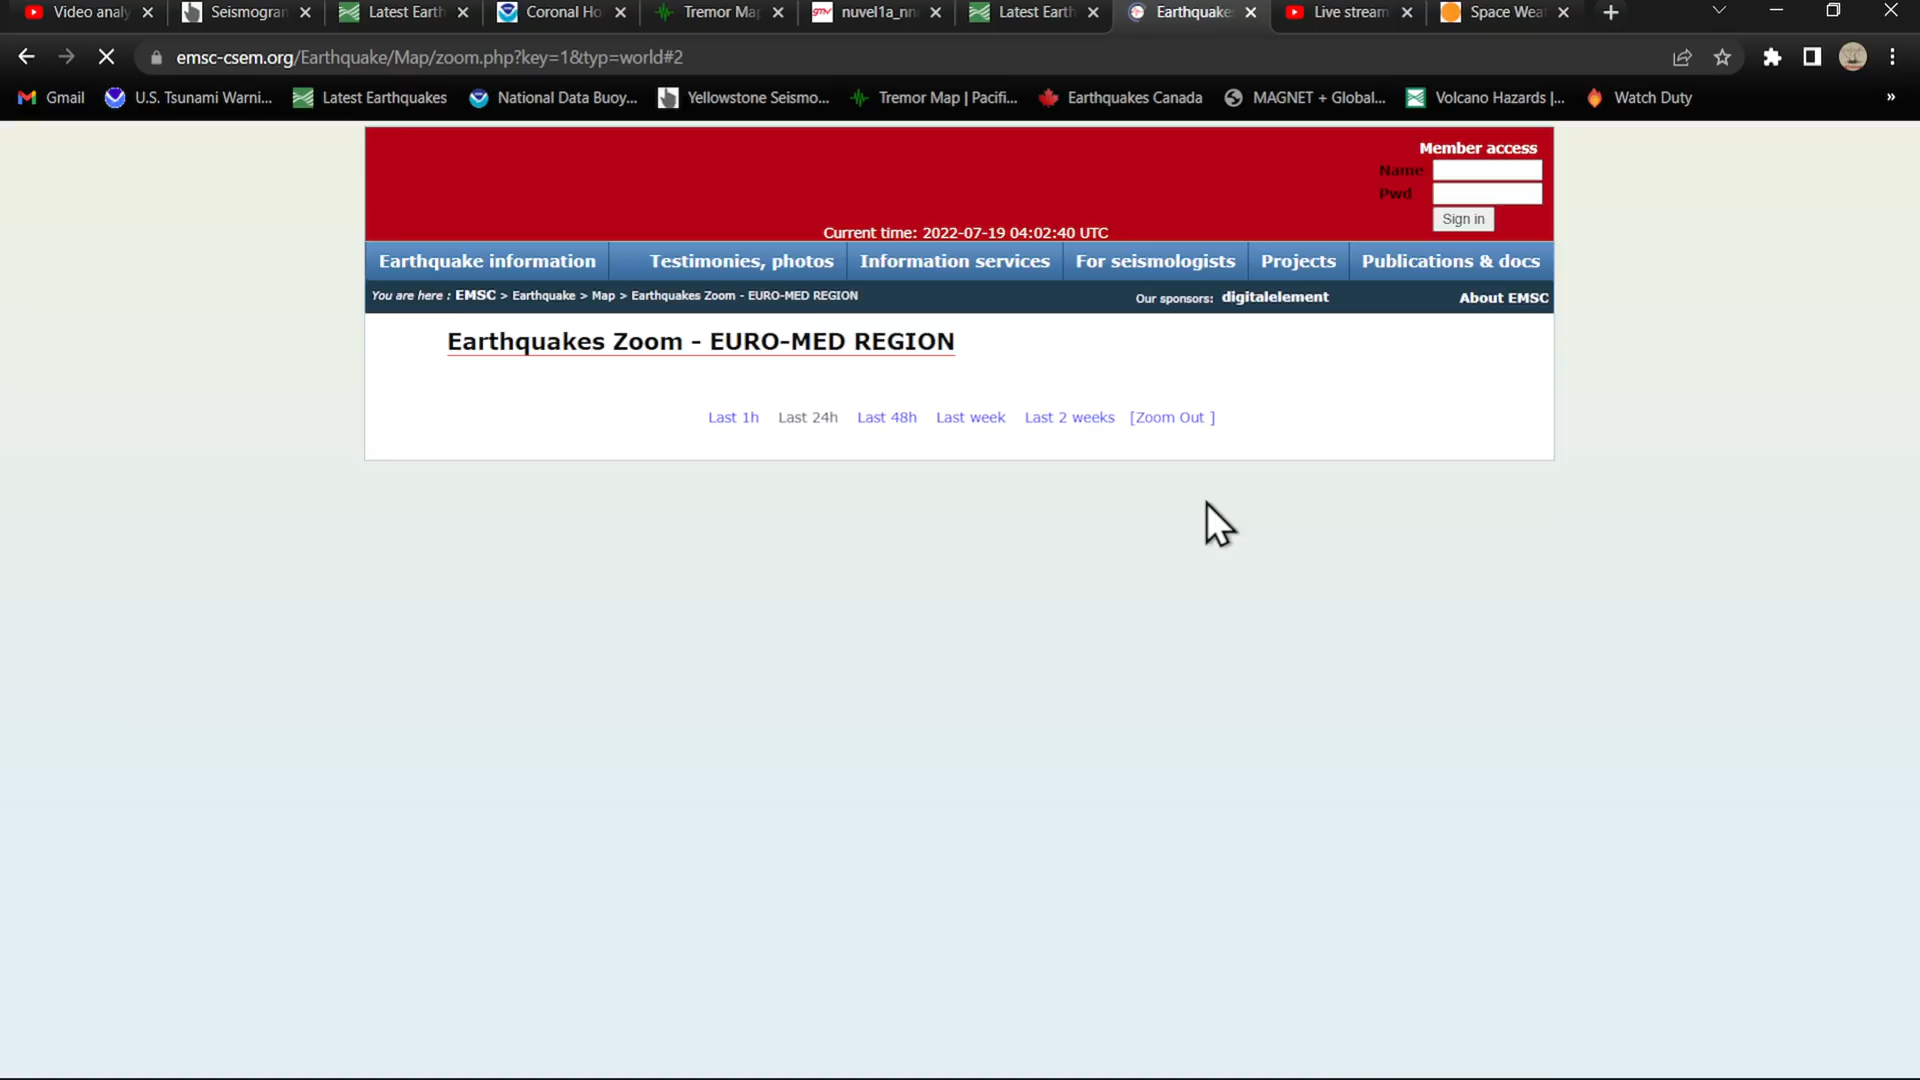 Video analy
Seismogran
Latest Earth
Coronal Ho
Tremor Map
nuvel1a_nn
Latest Earth
Earthquake
Live stream
Space Weat
emsc-csem.org/Earthquake/Map/zoom.php?key=1&typ=world#2
Gmail
U.S. Tsunami Warni...
Latest Earthquakes
National Data Buoy...
Yellowstone Seismo...
Tremor Map | Pacifi...
Earthquakes Canada
MAGNET + Global...
Volcano Hazards |...
Watch Duty
»
Member access
Name
Pwd
Sign in
Current time: 2022-07-19 04:02:40 UTC
Earthquake information
Testimonies, photos
Information services
For seismologists
Projects
Publications & docs
You are here : EMSC > Earthquake > Map > Earthquakes Zoom - EURO-MED REGION
Our sponsors: digitalelement
About EMSC
Earthquakes Zoom - EURO-MED REGION
Last 1h Last 24h Last 48h Last week Last 2 weeks [Zoom Out ]